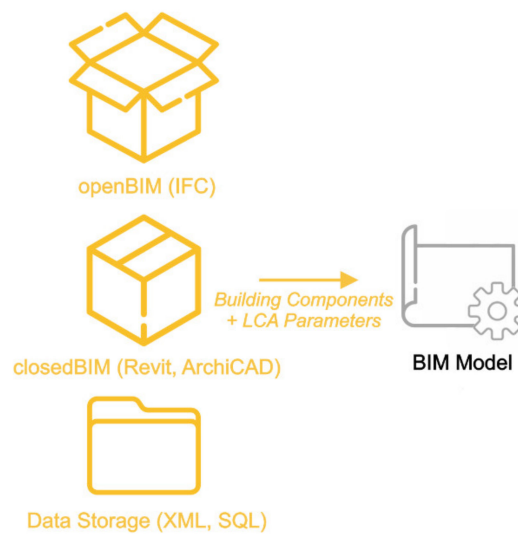 openBIM (IFC)
closedBIM (Revit, ArchiCAD)
Building Components
+ LCA Parameters
BIM Model
Data Storage (XML, SQL)